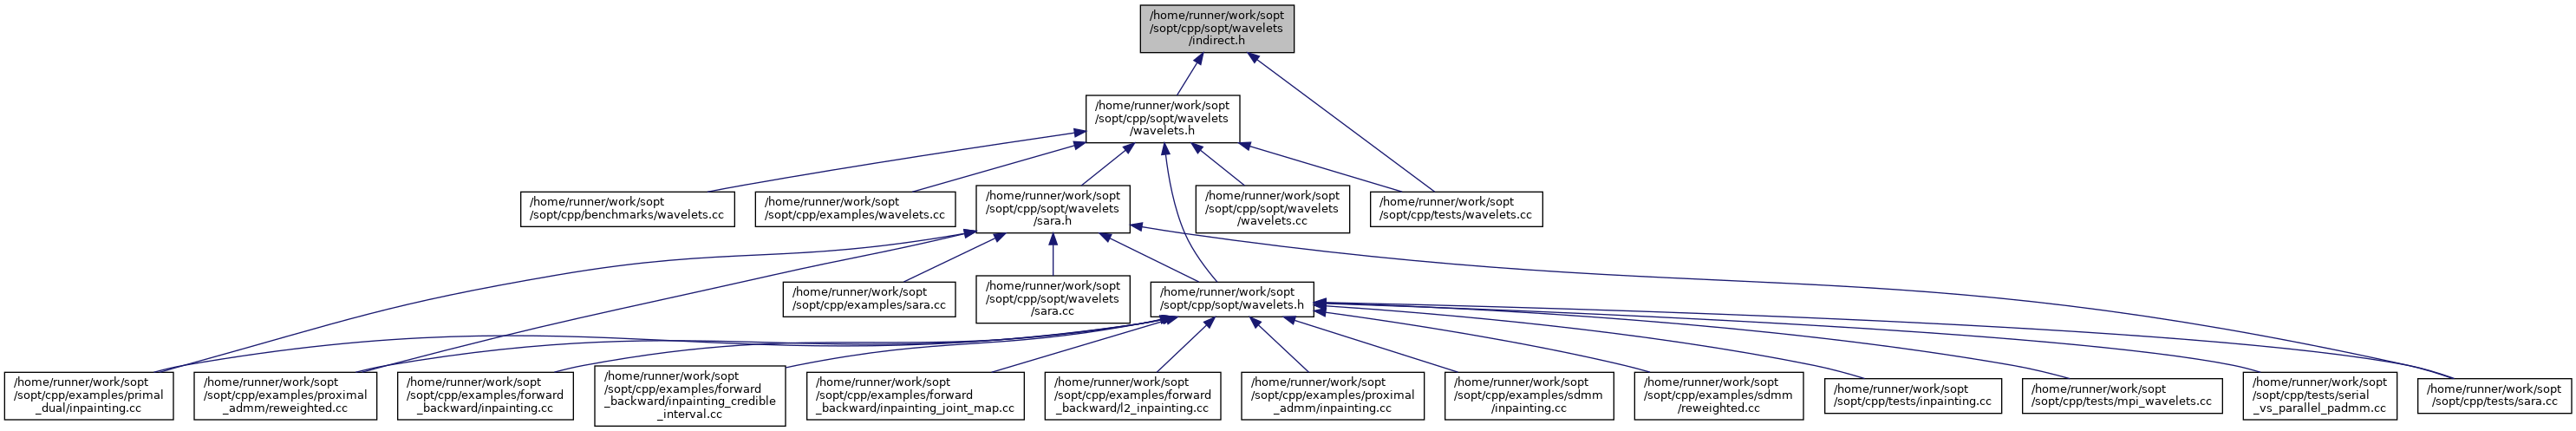 /home/runner/work/sopt
/sopt/cpp/sopt/wavelets
/indirect.h
/home/runner/work/sopt
/sopt/cpp/sopt/wavelets
/wavelets.h
/home/runner/work/sopt
/sopt/cpp/benchmarks/wavelets.cc
/home/runner/work/sopt
/sopt/cpp/examples/wavelets.cc
/home/runner/work/sopt
/sopt/cpp/sopt/wavelets
/sara.h
/home/runner/work/sopt
/sopt/cpp/sopt/wavelets
/wavelets.cc
/home/runner/work/sopt
/sopt/cpp/tests/wavelets.cc
/home/runner/work/sopt
/sopt/cpp/examples/sara.cc
/home/runner/work/sopt
/sopt/cpp/sopt/wavelets
/sara.cc
/home/runner/work/sopt
/sopt/cpp/sopt/wavelets.h
/home/runner/work/sopt
/sopt/cpp/examples/primal
_dual/inpainting.cc
/home/runner/work/sopt
/sopt/cpp/examples/proximal
_admm/reweighted.cc
/home/runner/work/sopt
/sopt/cpp/examples/forward
_backward/inpainting.cc
/home/runner/work/sopt
/sopt/cpp/examples/forward
_backward/inpainting_credible
_interval.cc
/home/runner/work/sopt
/sopt/cpp/examples/forward
_backward/inpainting_joint_map.cc
/home/runner/work/sopt
/sopt/cpp/examples/forward
_backward/l2_inpainting.cc
/home/runner/work/sopt
/sopt/cpp/examples/proximal
_admm/inpainting.cc
/home/runner/work/sopt
/sopt/cpp/examples/sdmm
/inpainting.cc
/home/runner/work/sopt
/sopt/cpp/examples/sdmm
/reweighted.cc
/home/runner/work/sopt
/sopt/cpp/tests/inpainting.cc
/home/runner/work/sopt
/sopt/cpp/tests/mpi_wavelets.cc
/home/runner/work/sopt
/sopt/cpp/tests/serial
_vs_parallel_padmm.cc
/home/runner/work/sopt
/sopt/cpp/tests/sara.cc